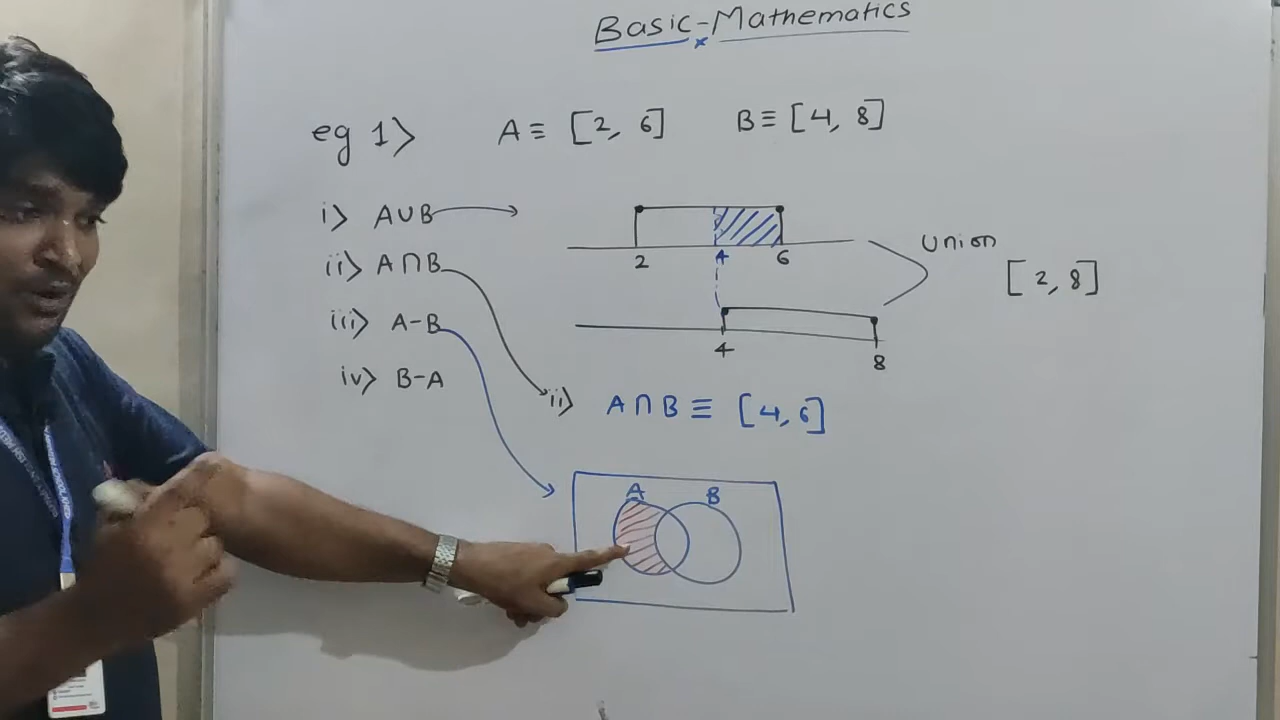 Basic-Mathematics
eg 1> A ≡ [2, 6] B ≡ [4, 8]
i> A∪B
ii> A∩B
iii> A-B
iv> B-A
2 4 6
Union
[2, 8]
4 8
ii> A∩B ≡ [4, 6]
A B